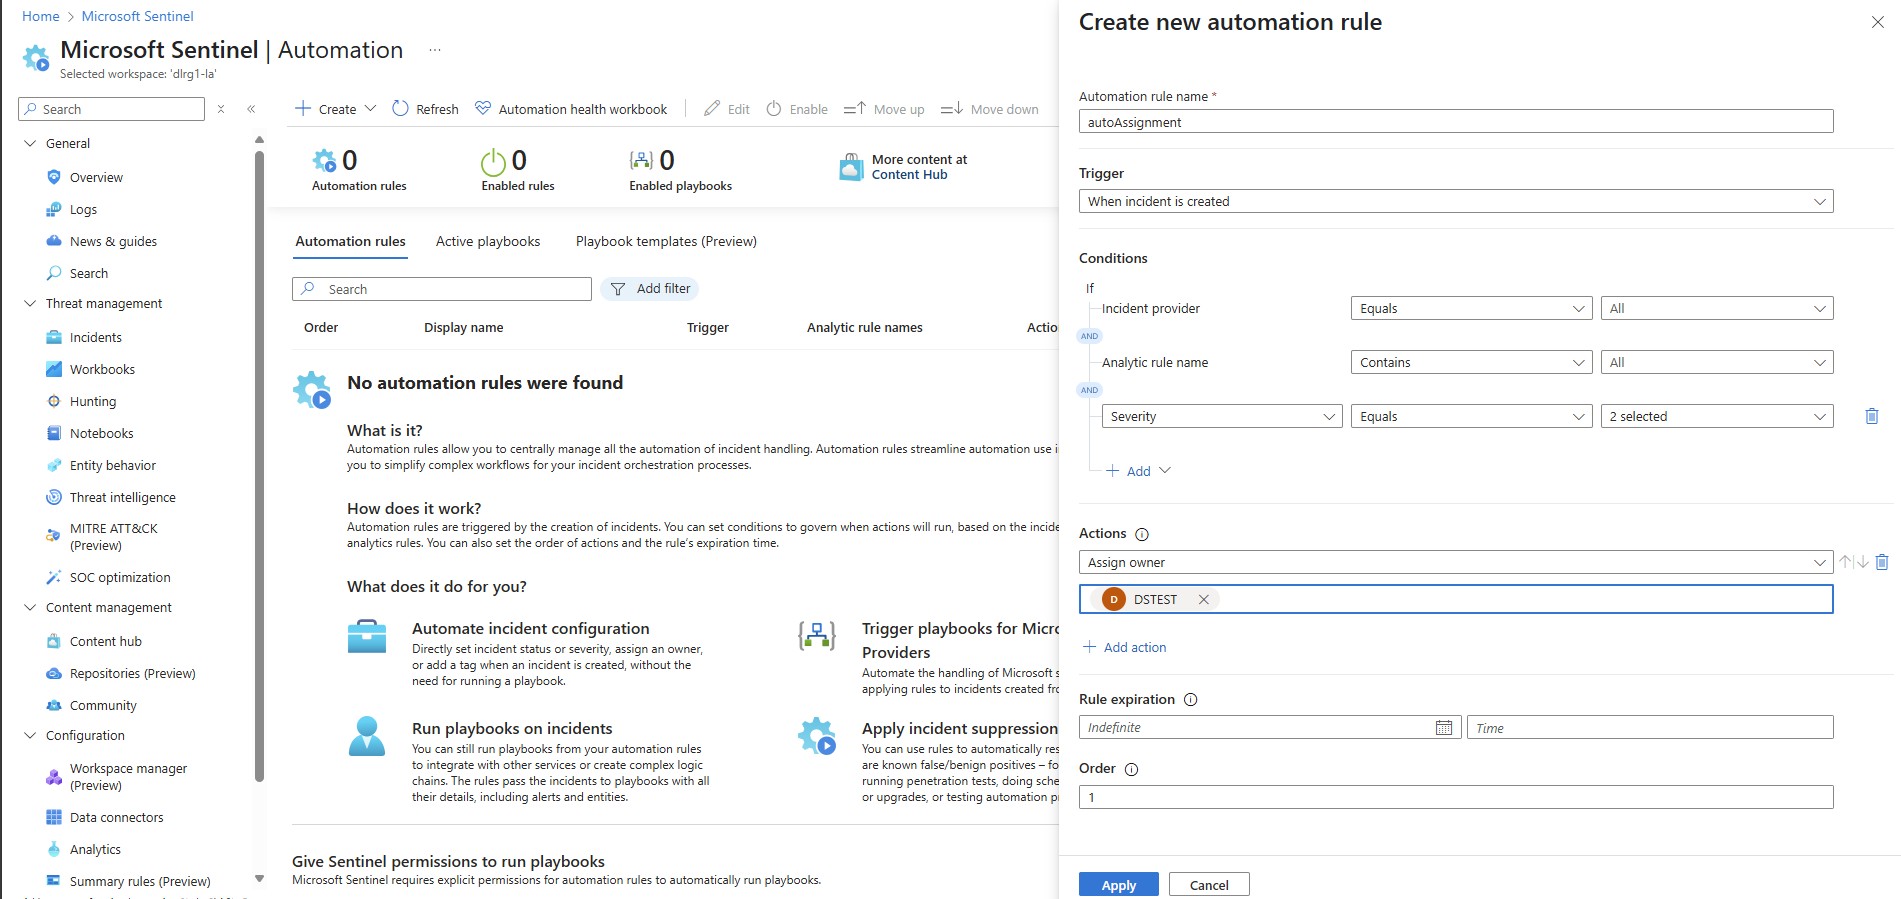 Home > Microsoft Sentinel
Microsoft Sentinel | Automation ...
Selected workspace: 'dlrg1-la'
Search
General
Overview
Logs
News & guides
Search
Threat management
Incidents
Workbooks
Hunting
Notebooks
Entity behavior
Threat intelligence
MITRE ATT&CK
(Preview)
SOC optimization
Content management
Content hub
Repositories (Preview)
Community
Configuration
Workspace manager
(Preview)
Data connectors
Analytics
Summary rules (Preview)
Create Refresh Automation health workbook Edit Enable Move up Move down
0 0 0
Automation rules Enabled rules Enabled playbooks
More content at
Content Hub
Automation rules Active playbooks Playbook templates (Preview)
Search Add filter
Order Display name Trigger Analytic rule names Actio
No automation rules were found
What is it?
Automation rules allow you to centrally manage all the automation of incident handling. Automation rules streamline automation use i
you to simplify complex workflows for your incident orchestration processes.
How does it work?
Automation rules are triggered by the creation of incidents. You can set conditions to govern when actions will run, based on the incide
analytics rules. You can also set the order of actions and the rule's expiration time.
What does it do for you?
Automate incident configuration
Directly set incident status or severity, assign an owner,
or add a tag when an incident is created, without the
need for running a playbook.
Trigger playbooks for Micro
Providers
Automate the handling of Microsoft s
applying rules to incidents created fro
Run playbooks on incidents
You can still run playbooks from your automation rules
to integrate with other services or create complex logic
chains. The rules pass the incidents to playbooks with all
their details, including alerts and entities.
Apply incident suppression
You can use rules to automatically res
are known false/benign positives – fo
running penetration tests, doing sche
or upgrades, or testing automation p
Give Sentinel permissions to run playbooks
Microsoft Sentinel requires explicit permissions for automation rules to automatically run playbooks.
Create new automation rule
Automation rule name *
autoAssignment
Trigger
When incident is created
Conditions
If
Incident provider Equals All
AND
Analytic rule name Contains All
AND
Severity Equals 2 selected
+ Add
Actions
Assign owner
D DSTEST
+ Add action
Rule expiration
Indefinite Time
Order
1
Apply Cancel